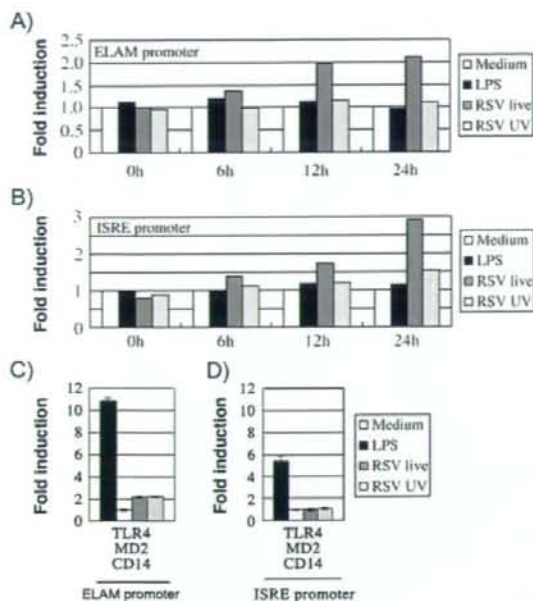 A)
ELAM promoter
Fold induction
2.5
2.0
1.5
1.0
0.5
0
0h
6h
12h
24h
Medium
LPS
RSV live
RSV UV
B)
ISRE promoter
Fold induction
3
2
1
0
0h
6h
12h
24h
Medium
LPS
RSV live
RSV UV
C)
Fold induction
12
10
8
6
4
2
0
TLR4
MD2
CD14
ELAM promoter
D)
Fold induction
12
10
8
6
4
2
0
TLR4
MD2
CD14
ISRE promoter
Medium
LPS
RSV live
RSV UV